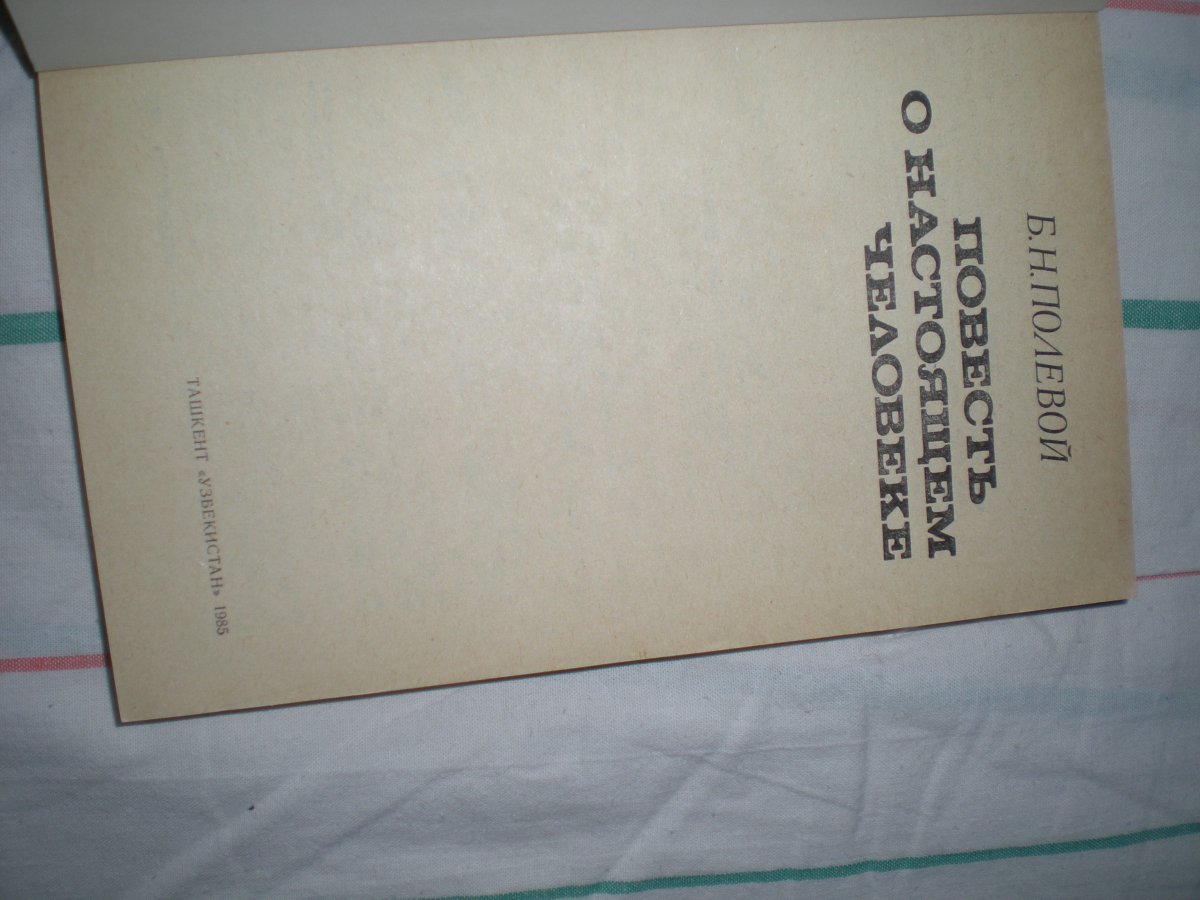 Б. Н. ПОЛЕВОЙ
ПОВЕСТЬ
О НАСТОЯЩЕМ
ЧЕЛОВЕКЕ
ТАШКЕНТ «УЗБЕКИСТАН» 1985